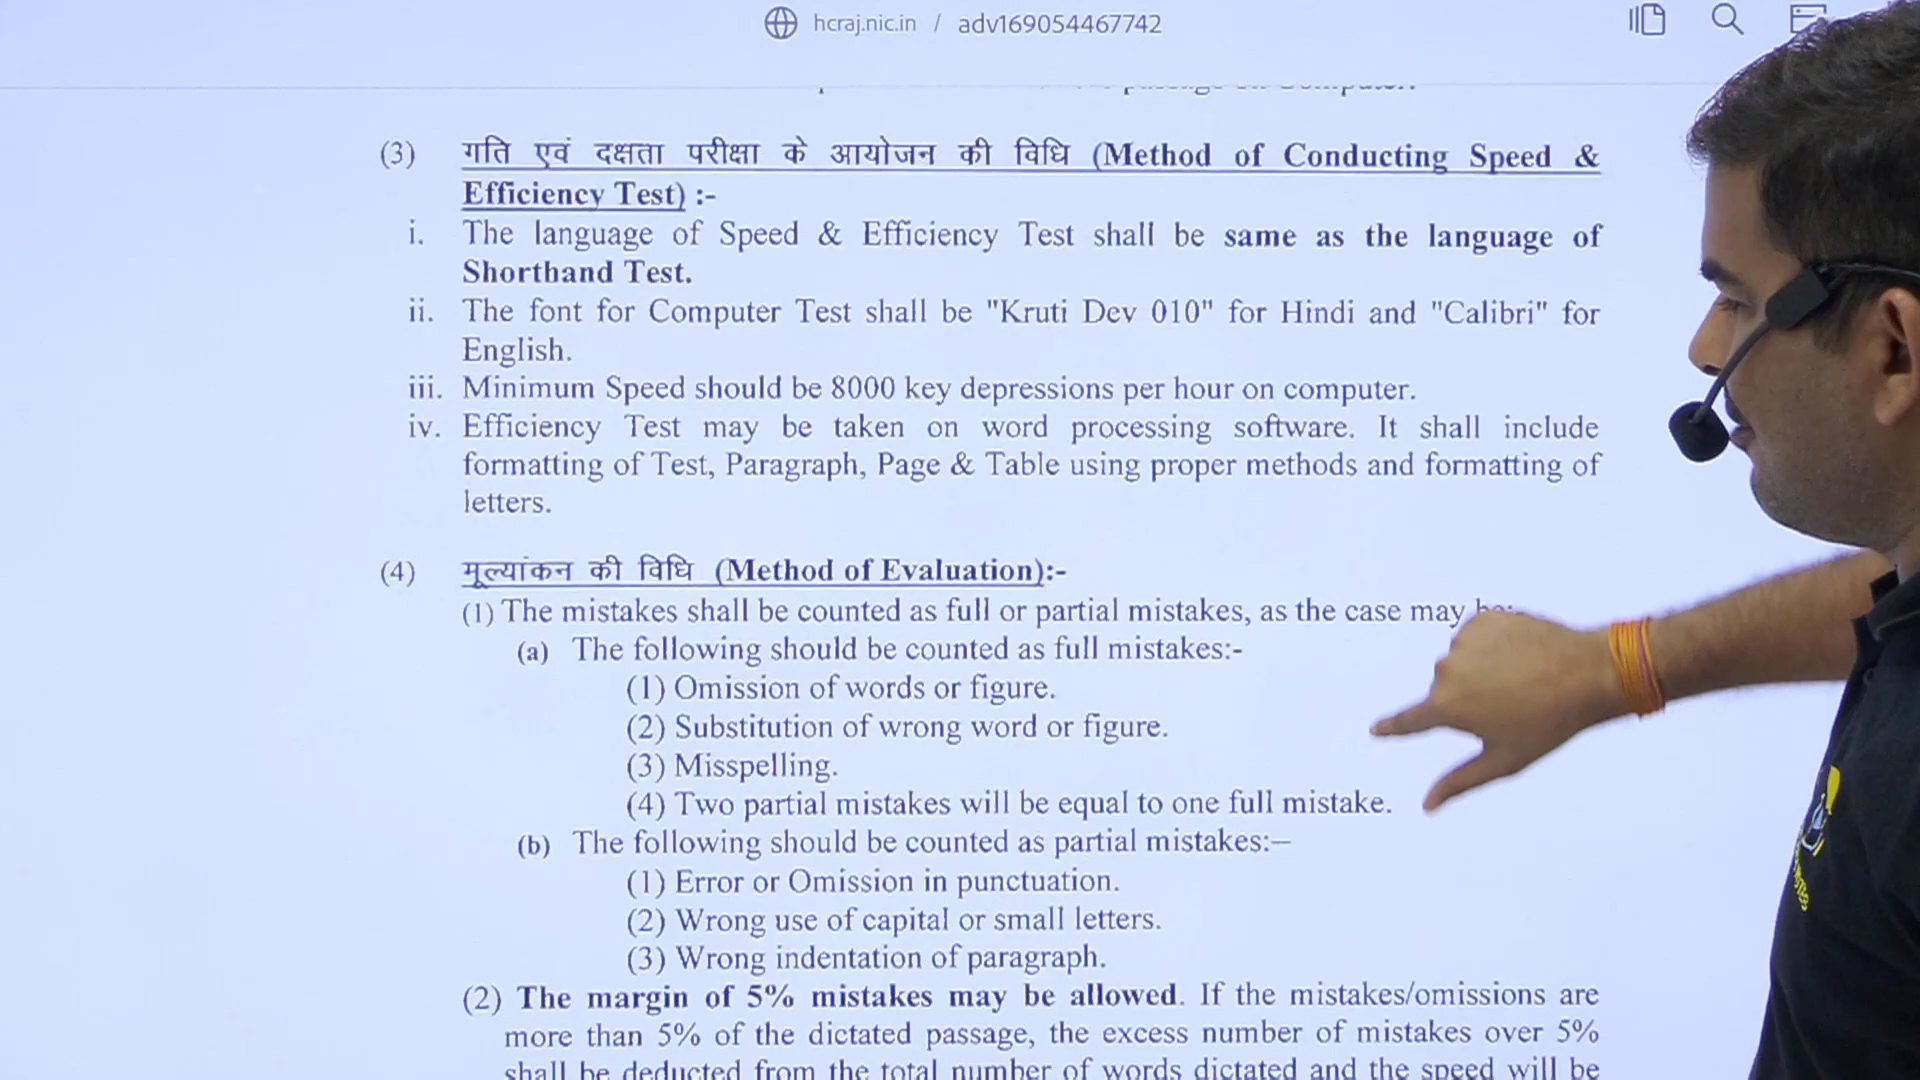 hcraj.nic.in / adv169054467742
(3) गति एवं दक्षता परीक्षा के आयोजन की विधि (Method of Conducting Speed &
Efficiency Test) :-
i. The language of Speed & Efficiency Test shall be same as the language of
Shorthand Test.
ii. The font for Computer Test shall be "Kruti Dev 010" for Hindi and "Calibri" for
English.
iii. Minimum Speed should be 8000 key depressions per hour on computer.
iv. Efficiency Test may be taken on word processing software. It shall include
formatting of Test, Paragraph, Page & Table using proper methods and formatting of
letters.
(4) मूल्यांकन की विधि (Method of Evaluation):-
(1) The mistakes shall be counted as full or partial mistakes, as the case may
(a) The following should be counted as full mistakes:-
(1) Omission of words or figure.
(2) Substitution of wrong word or figure.
(3) Misspelling.
(4) Two partial mistakes will be equal to one full mistake.
(b) The following should be counted as partial mistakes:–
(1) Error or Omission in punctuation.
(2) Wrong use of capital or small letters.
(3) Wrong indentation of paragraph.
(2) The margin of 5% mistakes may be allowed. If the mistakes/omissions are
more than 5% of the dictated passage, the excess number of mistakes over 5%
shall be deducted from the total number of words dictated and the speed will be